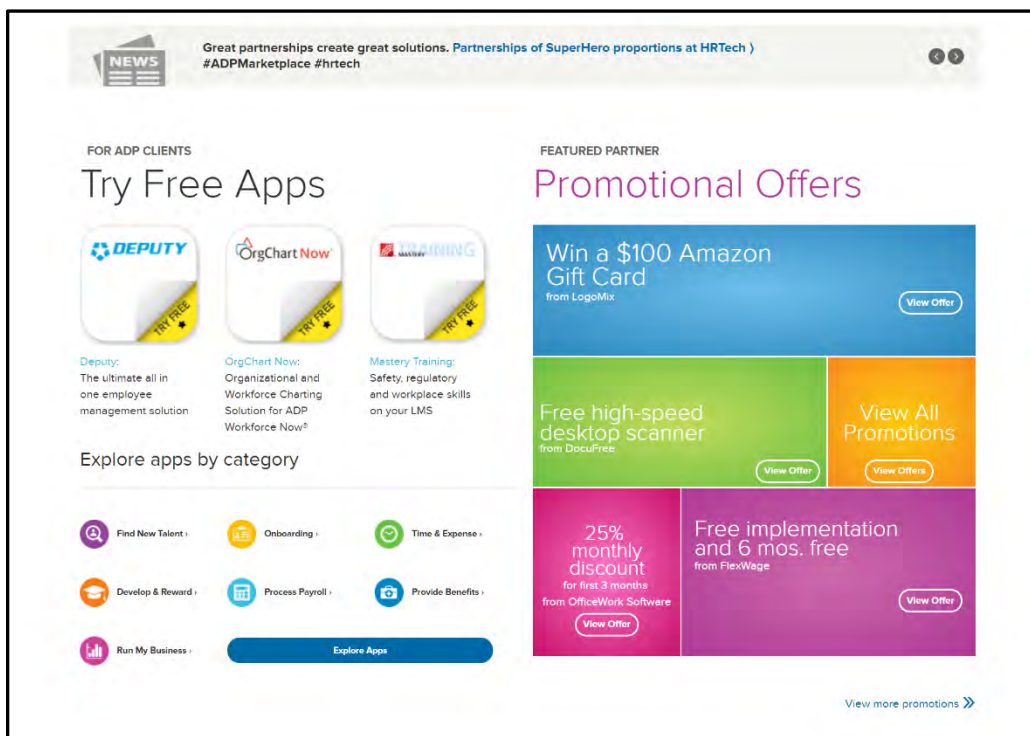 NEWS
Great partnerships create great solutions. Partnerships of SuperHero proportions at HRTech ⟩
#ADPMarketplace #hrtech
FOR ADP CLIENTS
Try Free Apps
DEPUTY
TRY FREE
OrgChart Now
TRY FREE
MASTERY TRAINING
TRY FREE
Deputy:
The ultimate all in
one employee
management solution
OrgChart Now:
Organizational and
Workforce Charting
Solution for ADP
Workforce Now®
Mastery Training:
Safety, regulatory
and workplace skills
on your LMS
Explore apps by category
Find New Talent ›
Onboarding ›
Time & Expense ›
Develop & Reward ›
Process Payroll ›
Provide Benefits ›
Run My Business ›
Explore Apps
FEATURED PARTNER
Promotional Offers
Win a $100 Amazon
Gift Card
from LogoMix
View Offer
Free high-speed
desktop scanner
from DocuFree
View Offer
View All
Promotions
View Offers
25%
monthly
discount
for first 3 months
from OfficeWork Software
View Offer
Free implementation
and 6 mos. free
from FlexWage
View Offer
View more promotions »